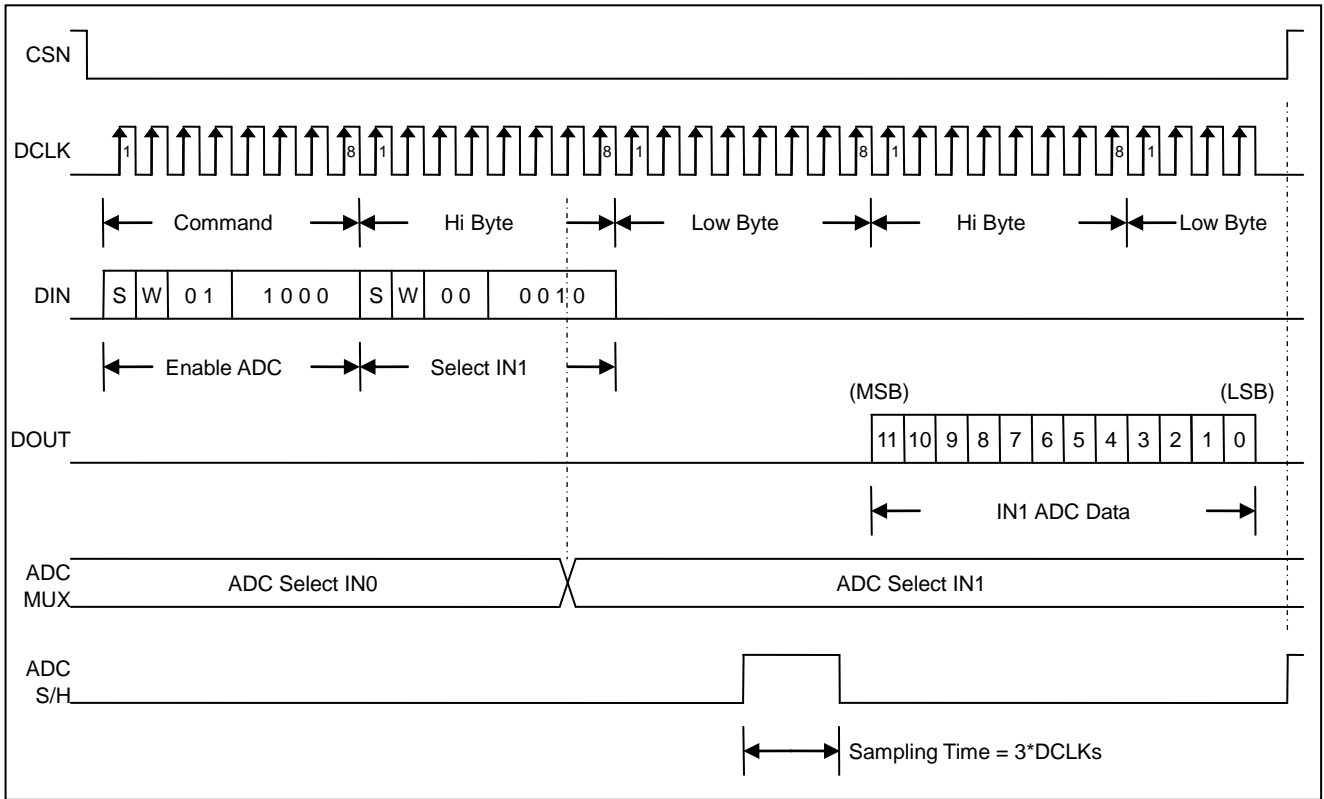 CSN
DCLK
1 8 1 8 1 8 1 8 1
Command Hi Byte Low Byte Hi Byte Low Byte
DIN S W 0 1 1 0 0 0 S W 0 0 0 0 1 0
Enable ADC Select IN1
(MSB) (LSB)
DOUT 11 10 9 8 7 6 5 4 3 2 1 0
IN1 ADC Data
ADC
MUX
ADC Select IN0 ADC Select IN1
ADC
S/H
Sampling Time = 3*DCLKs